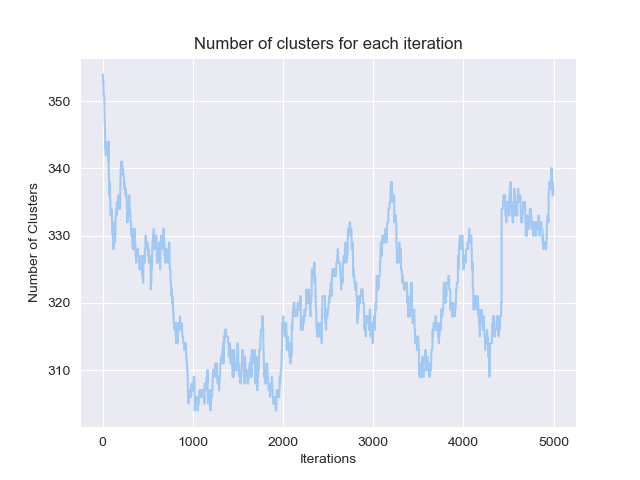 Number of clusters for each iteration
Number of Clusters
350
340
330
320
310
0 1000 2000 3000 4000 5000
Iterations